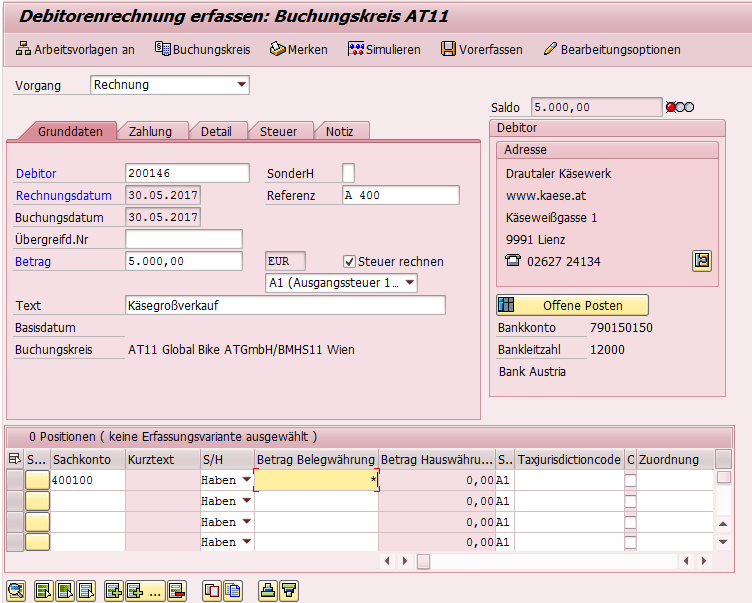 Debitorenrechnung erfassen: Buchungskreis AT11
Arbeitsvorlagen an Buchungskreis Merken Simulieren Vorerfassen Bearbeitungsoptionen
Vorgang Rechnung
Saldo 5.000,00
Grunddaten Zahlung Detail Steuer Notiz
Debitor 200146 SonderH
Rechnungsdatum 30.05.2017 Referenz A 400
Buchungsdatum 30.05.2017
Übergreifd.Nr
Betrag 5.000,00 EUR Steuer rechnen
A1 (Ausgangssteuer 1…
Text Käsegroßverkauf
Basisdatum
Buchungskreis AT11 Global Bike ATGmbH/BMHS11 Wien
Debitor
Adresse
Drautaler Käsewerk
www.kaese.at
Käseweißgasse 1
9991 Lienz
02627 24134
Offene Posten
Bankkonto 790150150
Bankleitzahl 12000
Bank Austria
0 Positionen ( keine Erfassungsvariante ausgewählt )
S... Sachkonto Kurztext S/H Betrag Belegwährung Betrag Hauswähru... S.. Taxjurisdictioncode C Zuordnung
400100 Haben * 0,00 A1
Haben 0,00 A1
Haben 0,00 A1
Haben 0,00 A1
...